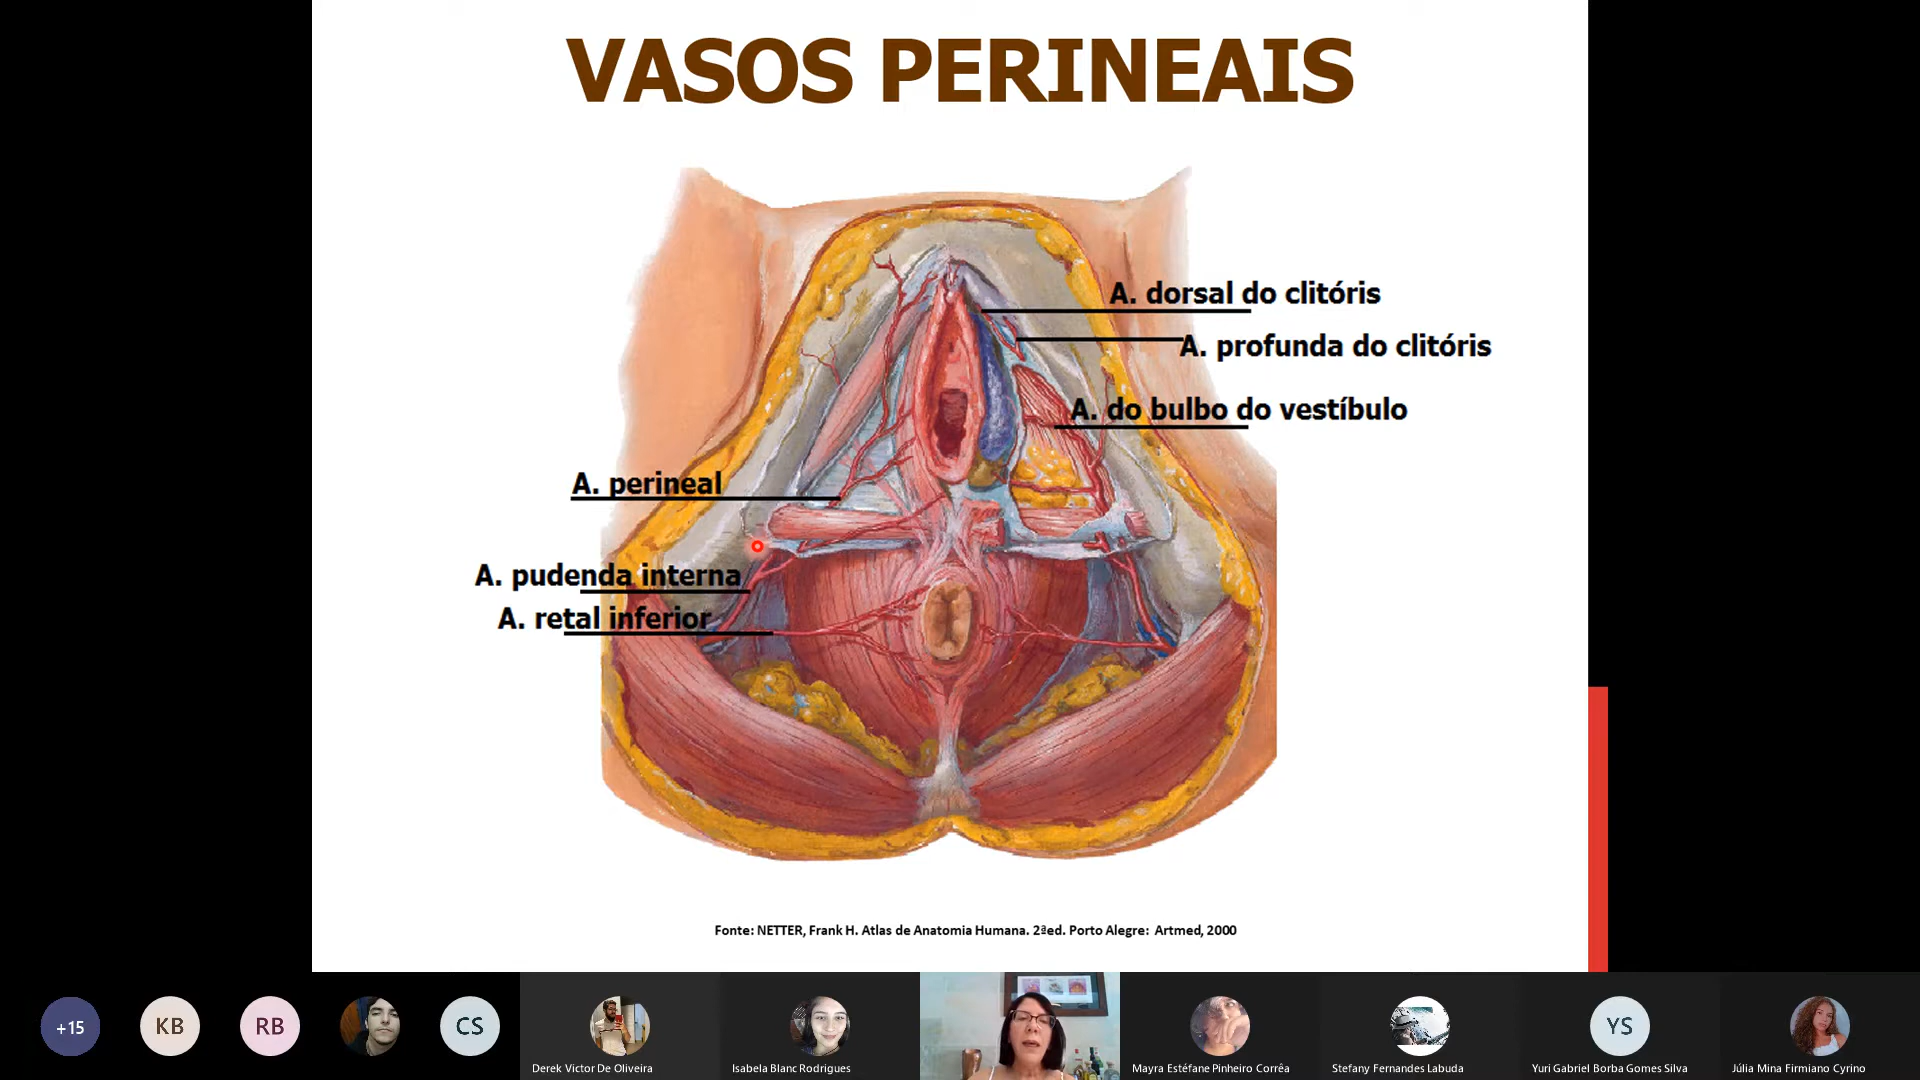 VASOS PERINEAIS
A. dorsal do clitóris
A. profunda do clitóris
A. do bulbo do vestíbulo
A. perineal
A. pudenda interna
A. retal inferior
Fonte: NETTER, Frank H. Atlas de Anatomia Humana. 2ªed. Porto Alegre: Artmed, 2000
+15
KB
RB
CS
YS
Derek Victor De Oliveira
Isabela Blanc Rodrigues
Mayra Estéfane Pinheiro Corrêa
Stefany Fernandes Labuda
Yuri Gabriel Borba Gomes Silva
Júlia Mina Firmiano Cyrino